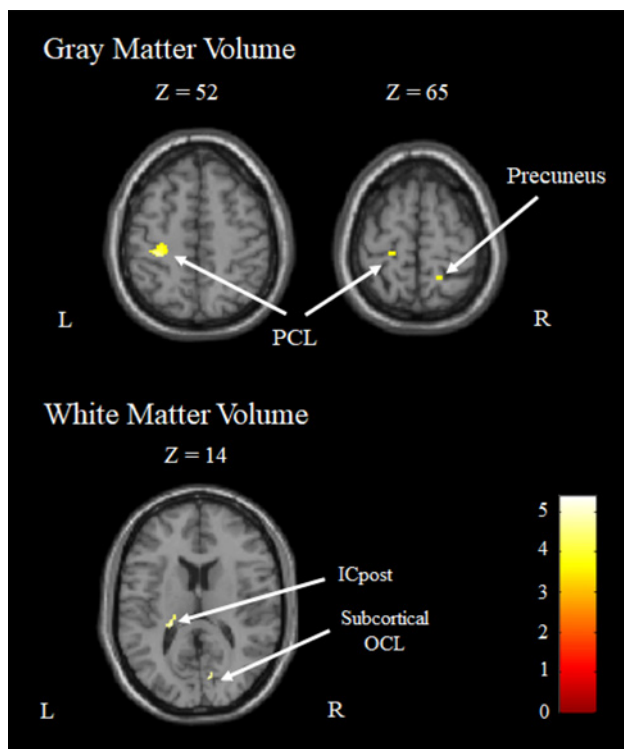 Gray Matter Volume
Z = 52
Z = 65
Precuneus
L
PCL
R
White Matter Volume
Z = 14
ICpost
Subcortical
OCL
L
R
5
4
3
2
1
0